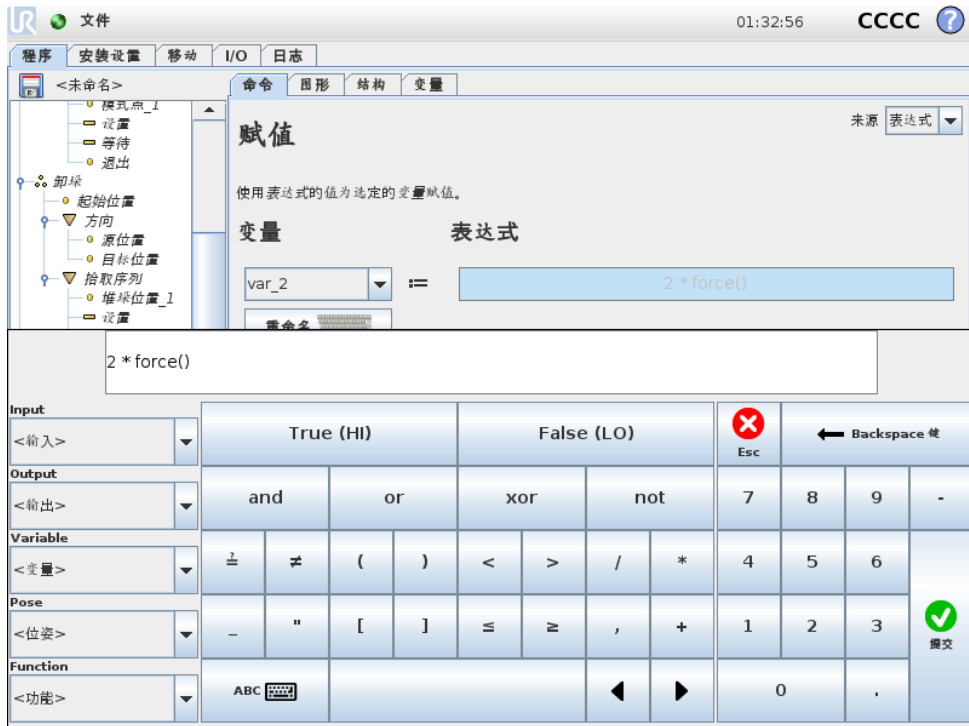 UR 文件 01:32:56 CCCC ?
程序 安装设置 移动 I/O 日志
<未命名> 命令 图形 结构 变量
模式点_1
设置
等待
退出
卸垛
起始位置
方向
源位置
目标位置
拾取序列
堆垛位置_1
设置
赋值
来源 表达式
使用表达式的值为选定的变量赋值。
变量 表达式
var_2 := 2 * force()
重命名
2 * force()
Input
<输入>
Output
<输出>
Variable
<变量>
Pose
<位姿>
Function
<功能>
True (HI) False (LO) Esc Backspace 键
and or xor not 7 8 9 -
≟ ≠ ( ) < > / * 4 5 6
_ " [ ] ≤ ≥ , + 1 2 3 提交
ABC 0 .